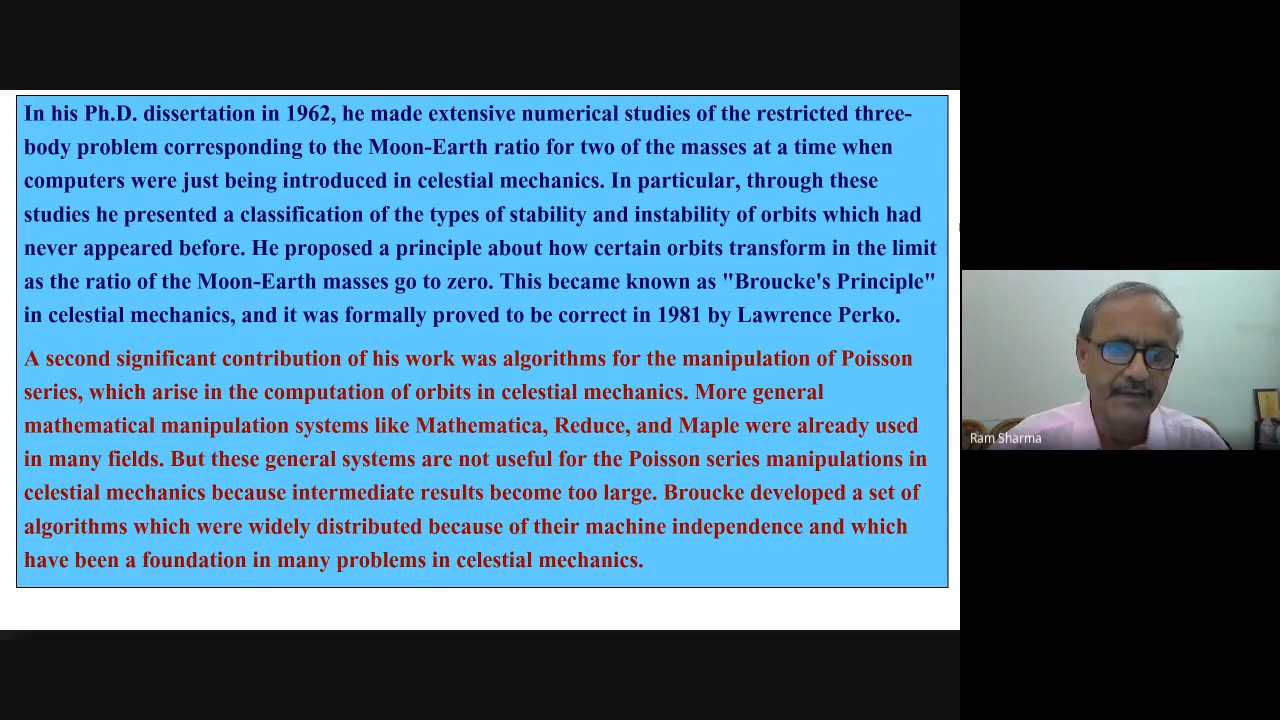 In his Ph.D. dissertation in 1962, he made extensive numerical studies of the restricted three-
body problem corresponding to the Moon-Earth ratio for two of the masses at a time when
computers were just being introduced in celestial mechanics. In particular, through these
studies he presented a classification of the types of stability and instability of orbits which had
never appeared before. He proposed a principle about how certain orbits transform in the limit
as the ratio of the Moon-Earth masses go to zero. This became known as "Broucke's Principle"
in celestial mechanics, and it was formally proved to be correct in 1981 by Lawrence Perko.
A second significant contribution of his work was algorithms for the manipulation of Poisson
series, which arise in the computation of orbits in celestial mechanics. More general
mathematical manipulation systems like Mathematica, Reduce, and Maple were already used
in many fields. But these general systems are not useful for the Poisson series manipulations in
celestial mechanics because intermediate results become too large. Broucke developed a set of
algorithms which were widely distributed because of their machine independence and which
have been a foundation in many problems in celestial mechanics.
Ram Sharma